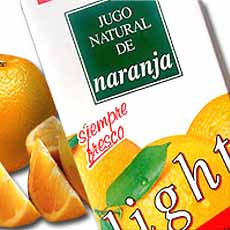 JUGO
NATURAL
DE
naranja
siempre
fresco
light